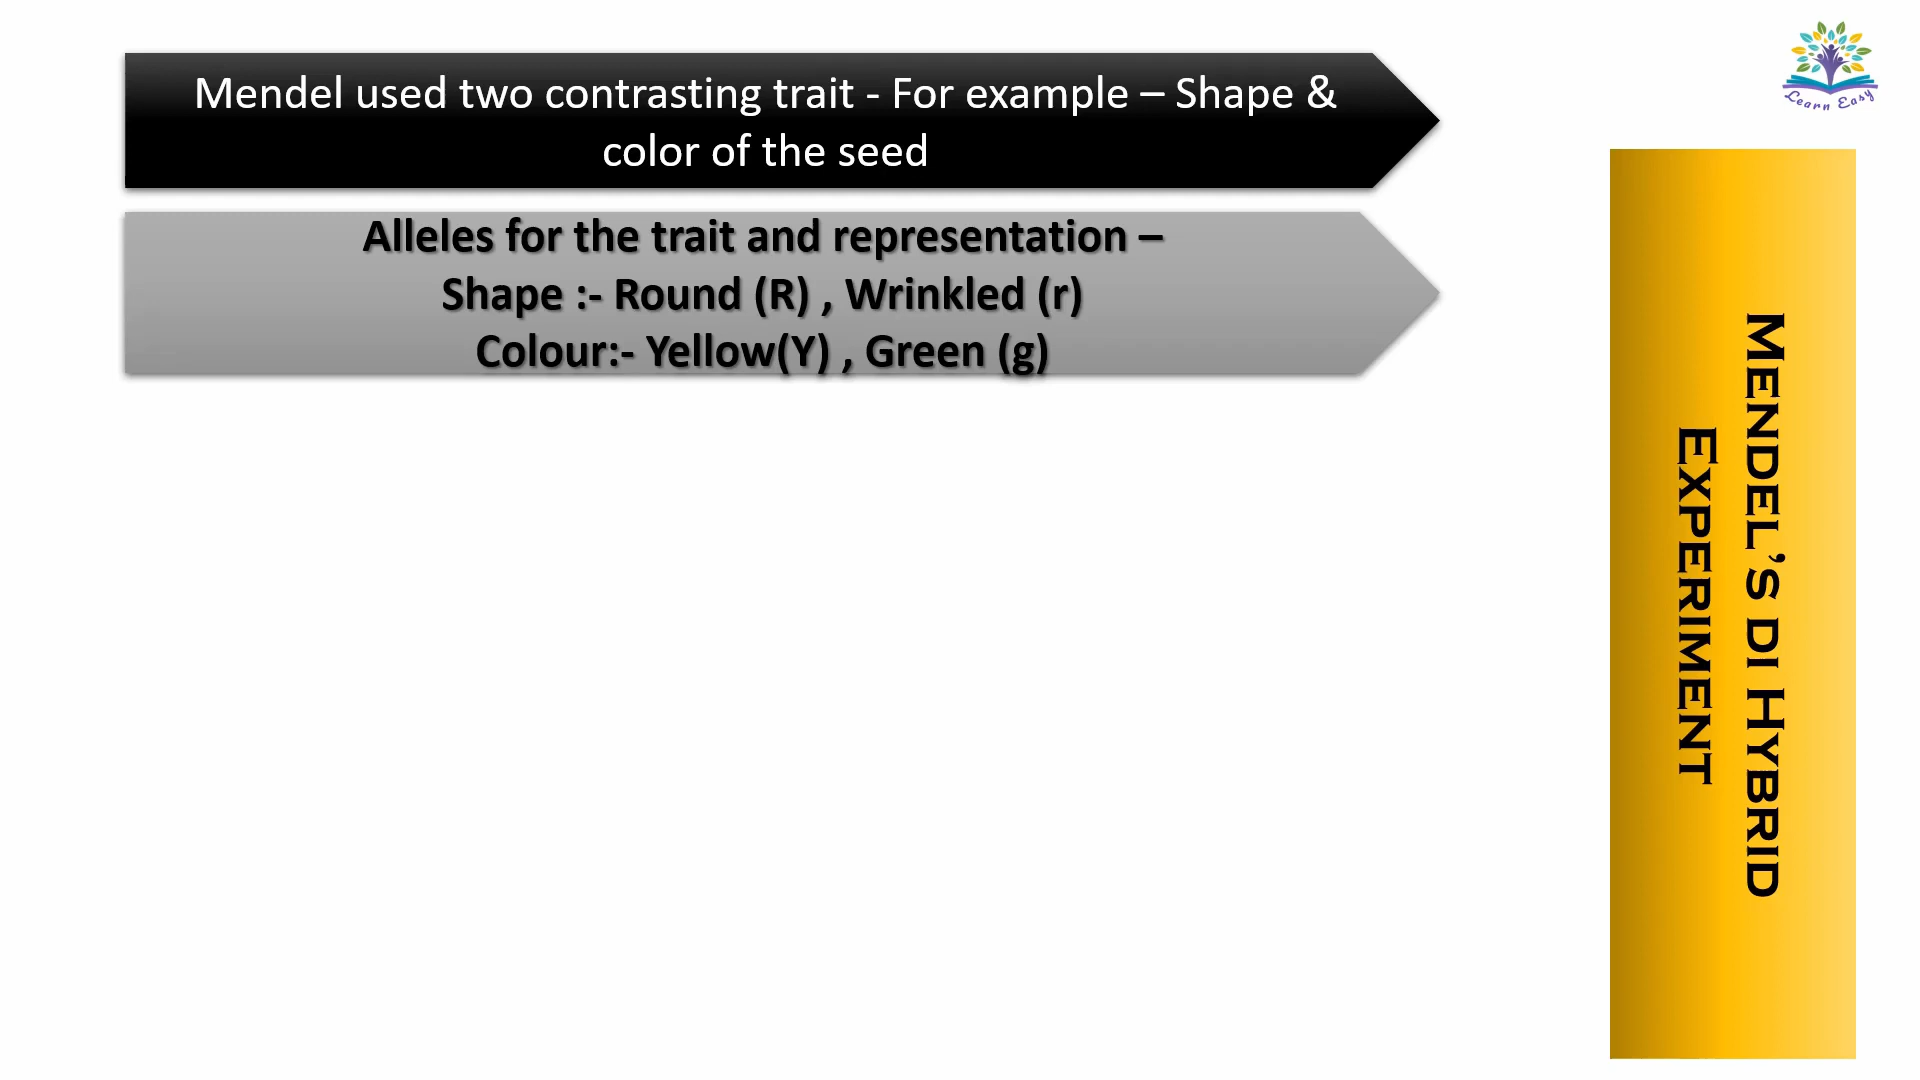 Mendel used two contrasting trait - For example – Shape &
color of the seed
Alleles for the trait and representation –
Shape :- Round (R) , Wrinkled (r)
Colour:- Yellow(Y) , Green (g)
Mendel's di Hybrid
Experiment
Learn Easy